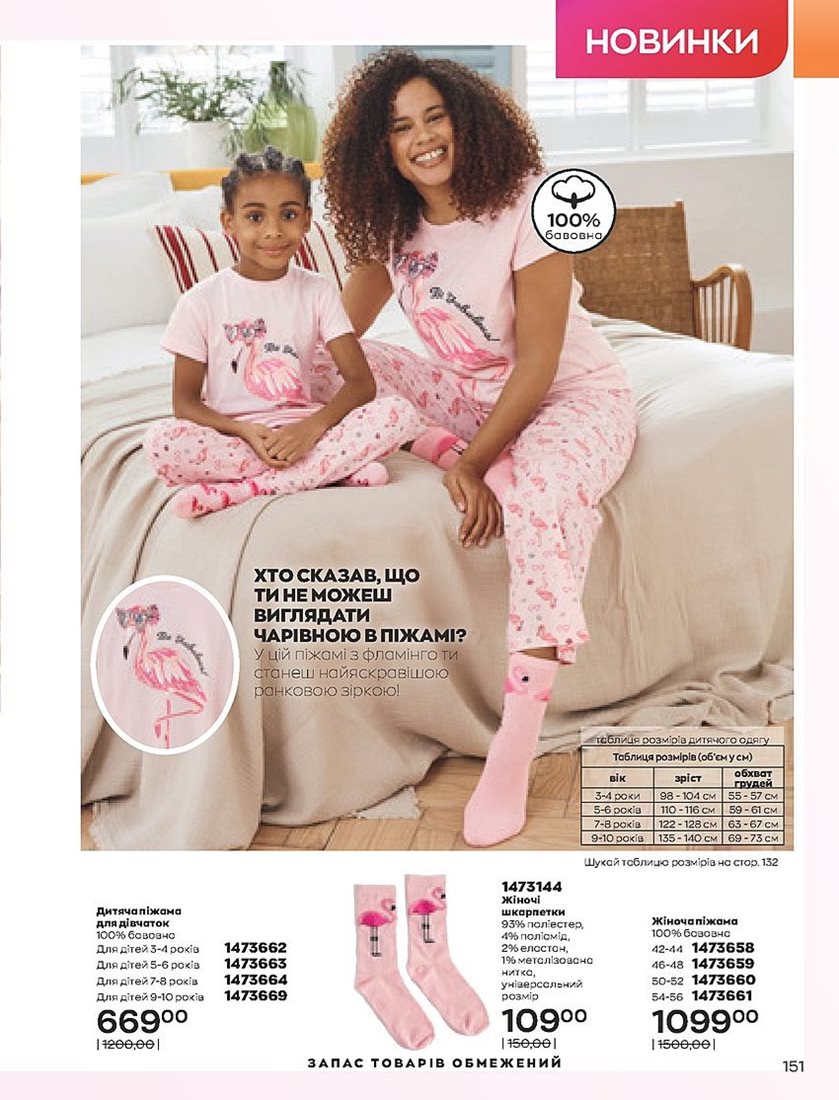 НОВИНКИ
100%
бавовна
Be Fabulous!
ХТО СКАЗАВ, ЩО
ТИ НЕ МОЖЕШ
ВИГЛЯДАТИ
ЧАРІВНОЮ В ПІЖАМІ?
У цій піжамі з фламінго ти
станеш найяскравішою
ранковою зіркою!
Be Fabulous!
таблиця розмірів дитячого одягу
Таблиця розмірів (об'єм у см)
вік зріст обхват грудей
3-4 роки 98 - 104 см 55 - 57 см
5-6 років 110 - 116 см 59 - 61 см
7-8 років 122 - 128 см 63 - 67 см
9-10 років 135 - 140 см 69 - 73 см
Шукай таблицю розмірів на стор. 132
Дитяча піжама
для дівчаток
100% бавовна
Для дітей 3-4 років 1473662
Для дітей 5-6 років 1473663
Для дітей 7-8 років 1473664
Для дітей 9-10 років 1473669
669⁰⁰
|1200,00|
1473144
Жіночі
шкарпетки
93% поліестер,
4% поліамід,
2% еластан,
1% металізована
нитка,
універсальний
розмір
109⁰⁰
|150,00|
Жіноча піжама
100% бавовна
42-44 1473658
46-48 1473659
50-52 1473660
54-56 1473661
1099⁰⁰
|1500,00|
ЗАПАС ТОВАРІВ ОБМЕЖЕНИЙ
151